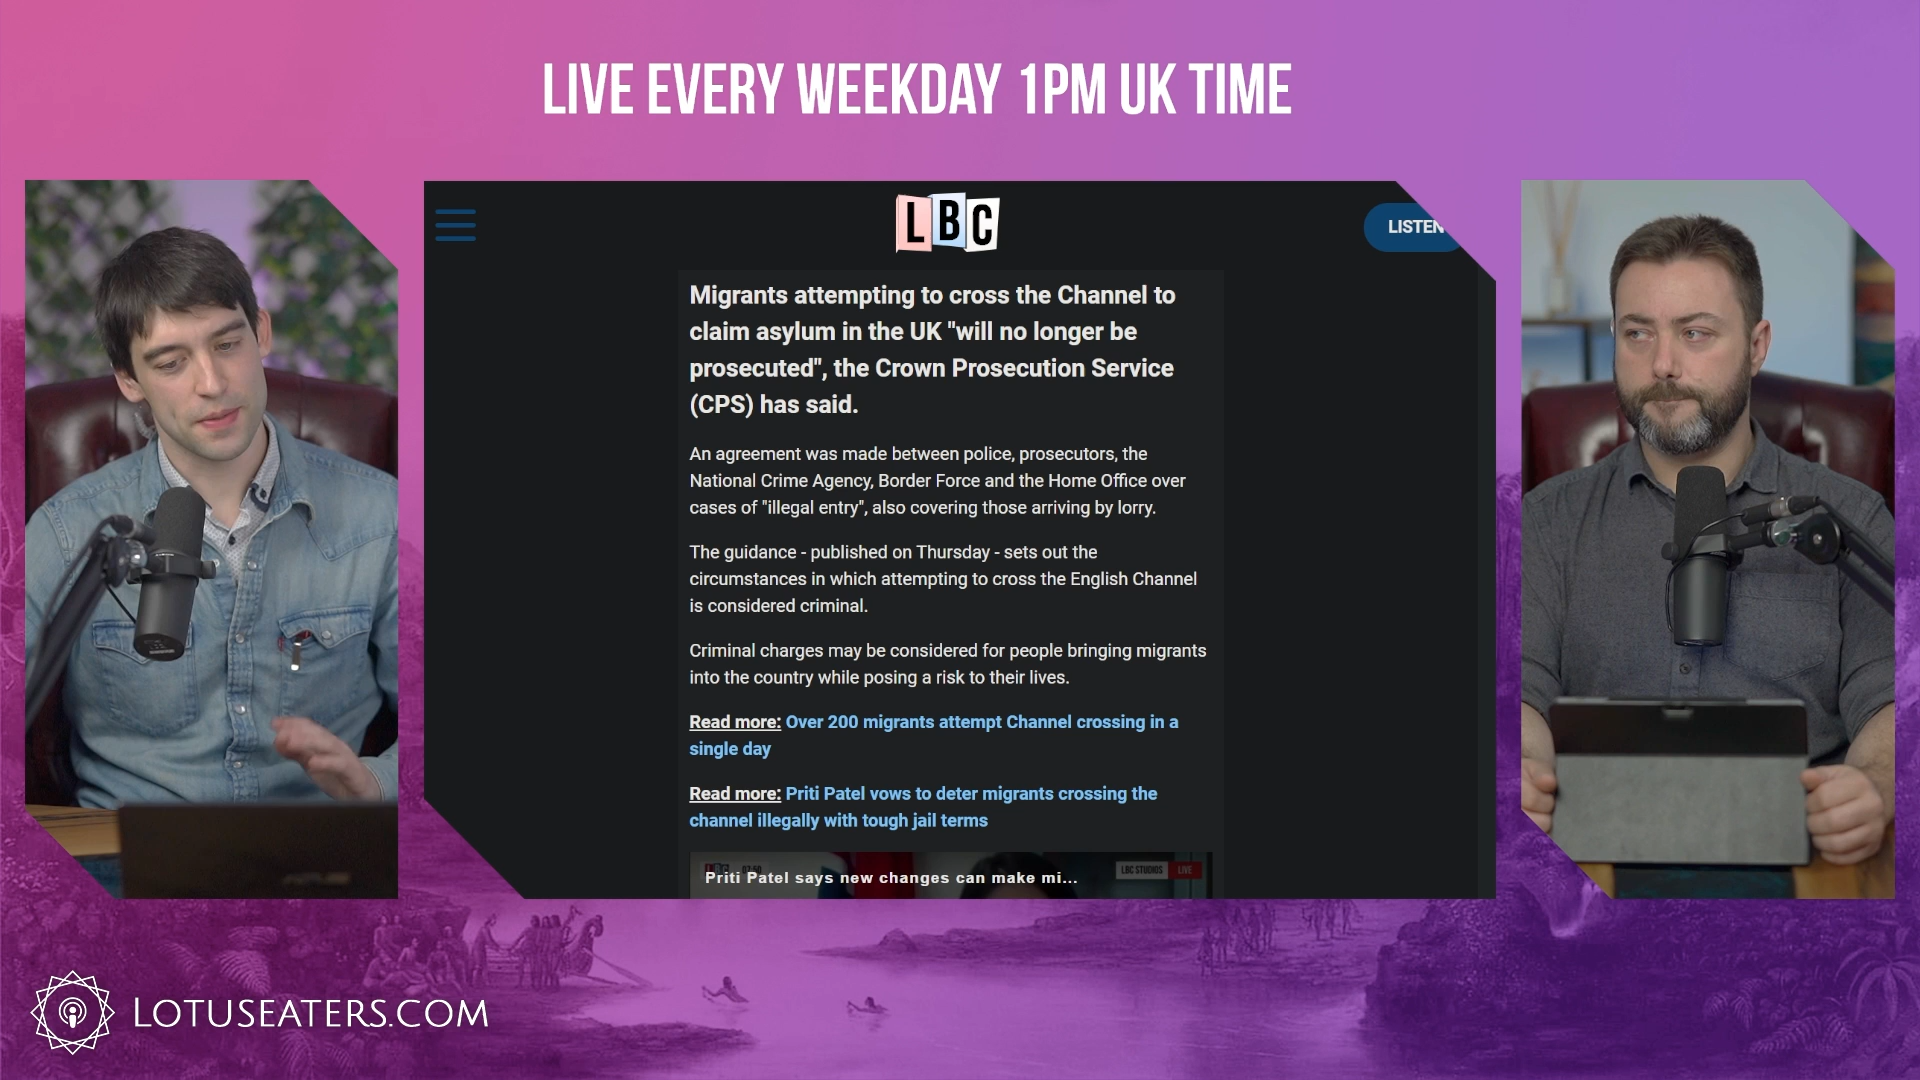 LIVE EVERY WEEKDAY 1PM UK TIME
LBC
LISTEN
Migrants attempting to cross the Channel to
claim asylum in the UK "will no longer be
prosecuted", the Crown Prosecution Service
(CPS) has said.
An agreement was made between police, prosecutors, the
National Crime Agency, Border Force and the Home Office over
cases of "illegal entry", also covering those arriving by lorry.
The guidance - published on Thursday - sets out the
circumstances in which attempting to cross the English Channel
is considered criminal.
Criminal charges may be considered for people bringing migrants
into the country while posing a risk to their lives.
Read more: Over 200 migrants attempt Channel crossing in a
single day
Read more: Priti Patel vows to deter migrants crossing the
channel illegally with tough jail terms
LBC STUDIOS LIVE
Priti Patel says new changes can make mi...
LOTUSEATERS.COM